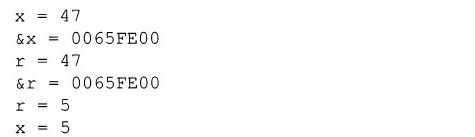 x = 47
&x = 0065FE00
r = 47
&r = 0065FE00
r = 5
x = 5